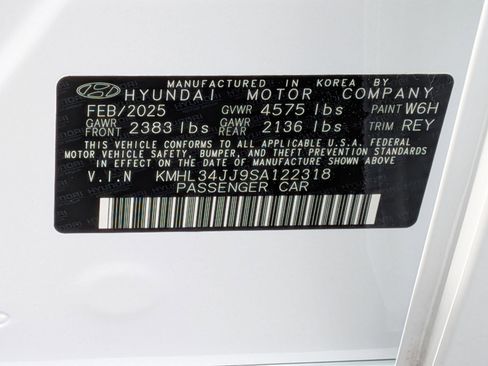 MANUFACTURED IN KOREA BY
HYUNDAI MOTOR COMPANY
FEB/2025 GVWR 4575 lbs PAINT W6H
GAWR FRONT 2383 lbs GAWR REAR 2136 lbs TRIM REY
THIS VEHICLE CONFORMS TO ALL APPLICABLE U.S.A. FEDERAL
MOTOR VEHICLE SAFETY, BUMPER, AND THEFT PREVENTION STANDARDS
IN EFFECT ON THE DATE OF MANUFACTURE SHOWN ABOVE.
V.I.N KMHL34JJ9SA122318
PASSENGER CAR